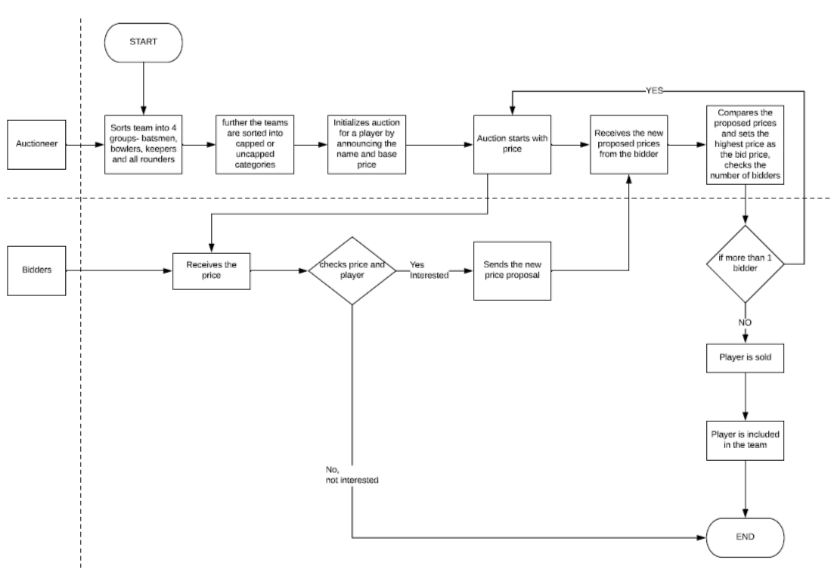 START
Auctioneer
Sorts team into 4
groups- batsmen,
bowlers, keepers
and all rounders
further the teams
are sorted into
capped or
uncapped
categories
Initializes auction
for a player by
announcing the
name and base
price
Auction starts with
price
Receives the new
proposed prices
from the bidder
Compares the
proposed prices
and sets the
highest price as
the bid price,
checks the
number of bidders
YES
Bidders
Receives the
price
checks price and
player
Yes
Interested
Sends the new
price proposal
if more than 1
bidder
NO
Player is sold
Player is included
in the team
No,
not interested
END